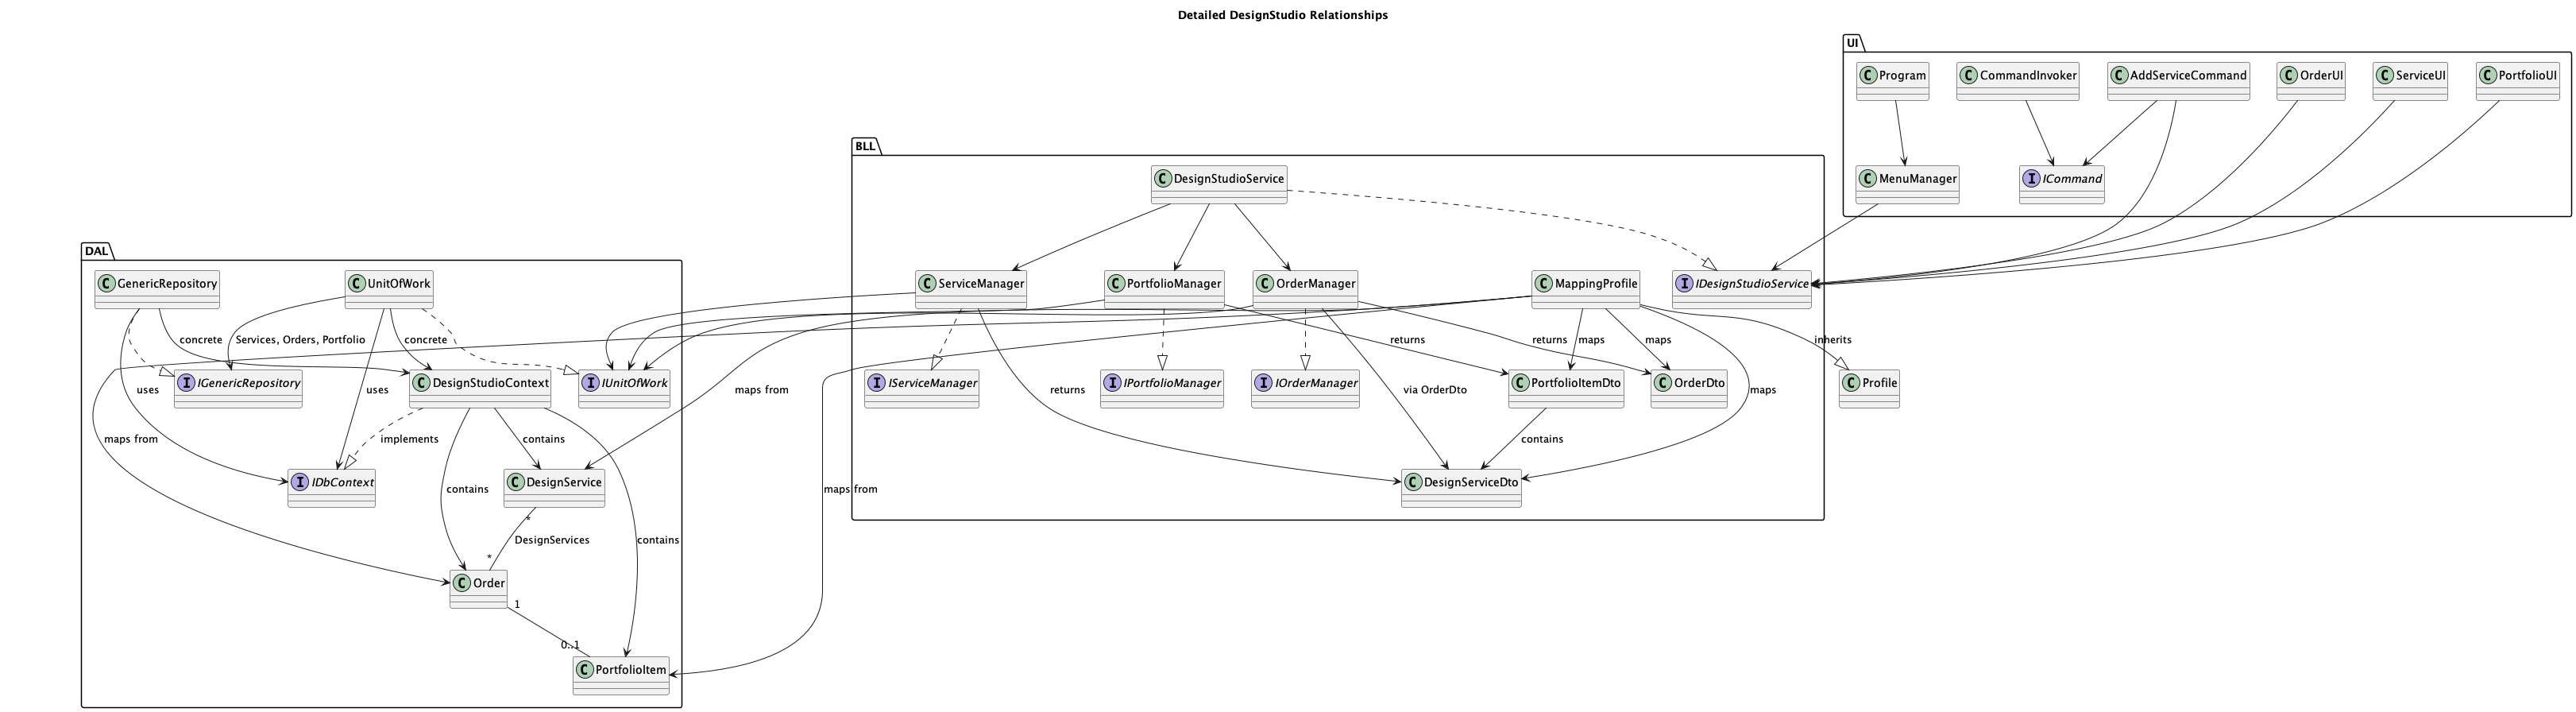 Detailed DesignStudio Relationships
UI
C Program
C CommandInvoker
C AddServiceCommand
C OrderUI
C ServiceUI
C PortfolioUI
C MenuManager
I ICommand
BLL
C DesignStudioService
C ServiceManager
C PortfolioManager
C OrderManager
C MappingProfile
I IDesignStudioService
returns
returns
maps
maps
inherits
I IServiceManager
I IPortfolioManager
I IOrderManager
C PortfolioItemDto
C OrderDto
C Profile
returns
via OrderDto
maps
contains
C DesignServiceDto
DAL
C GenericRepository
C UnitOfWork
concrete
Services, Orders, Portfolio
concrete
I IGenericRepository
C DesignStudioContext
I IUnitOfWork
uses
uses
maps from
maps from
implements
contains
I IDbContext
C DesignService
contains
maps from
*
DesignServices
contains
*
C Order
1
0..1
C PortfolioItem